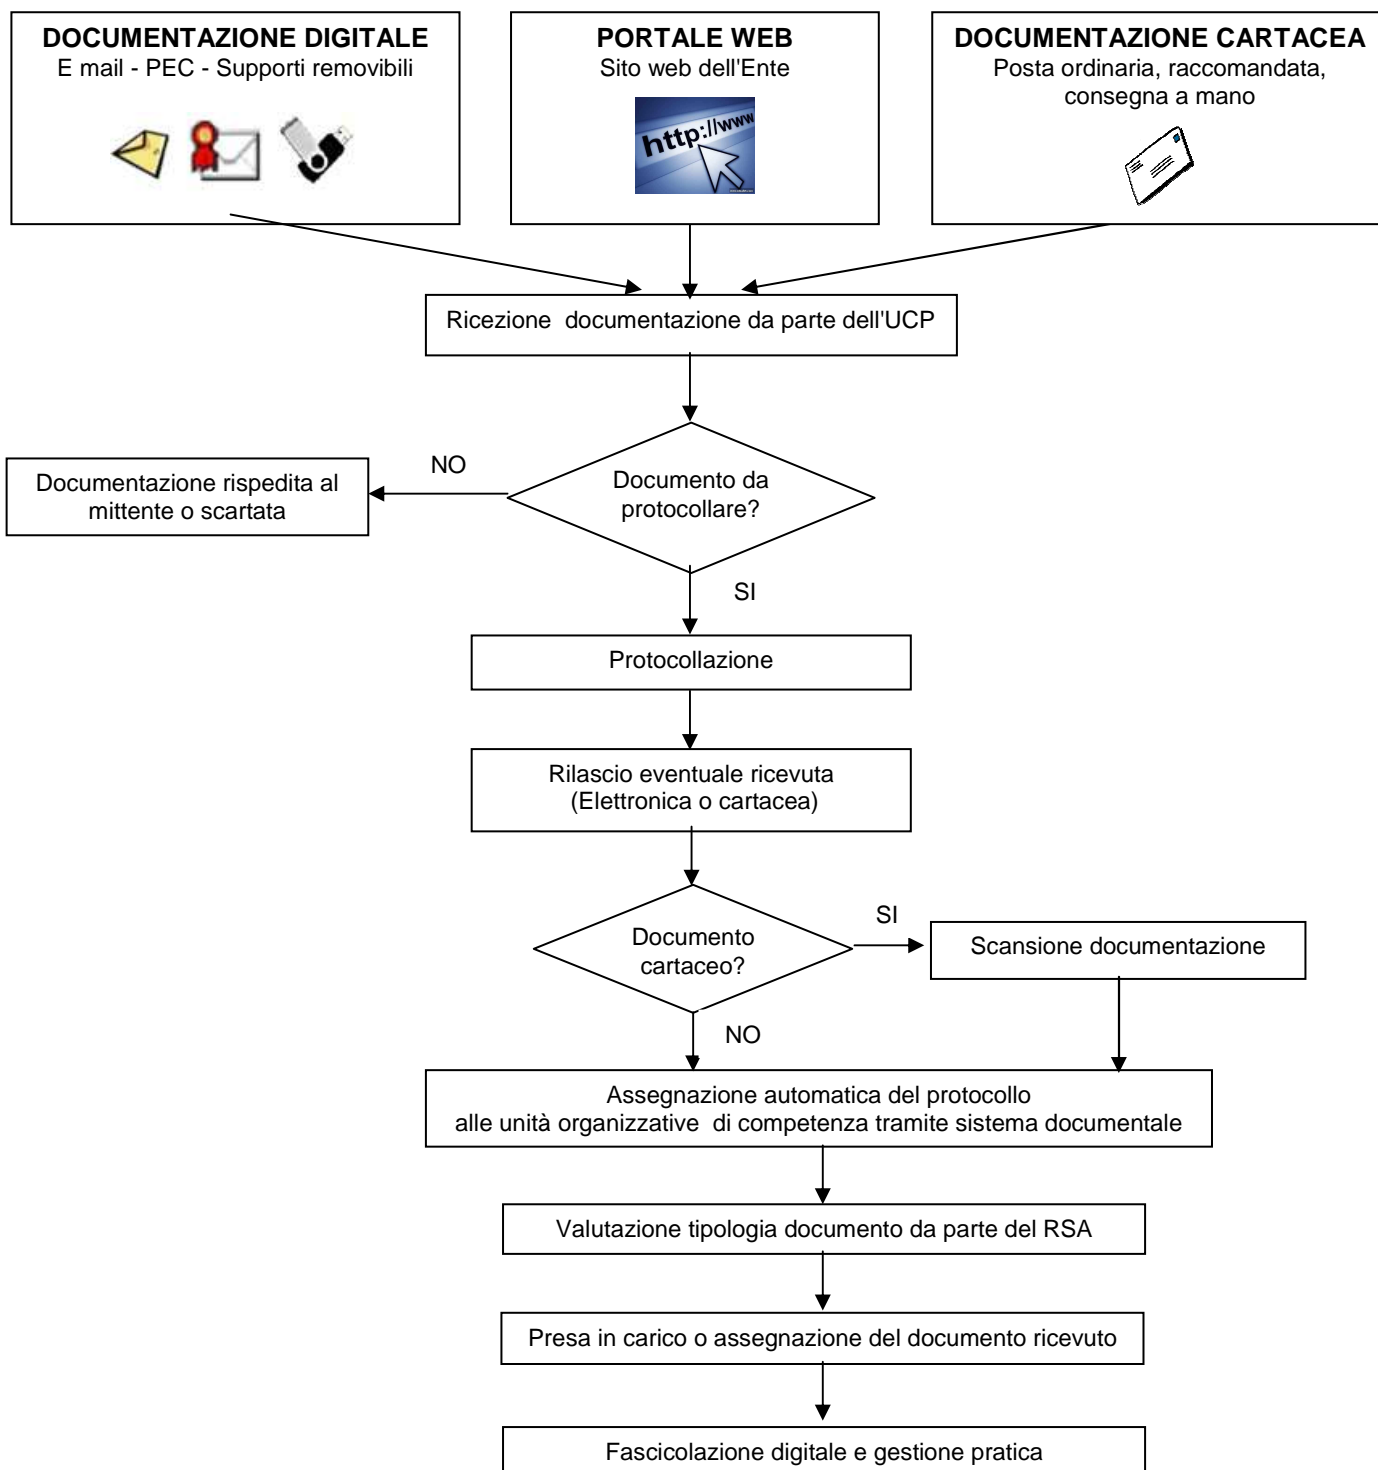 DOCUMENTAZIONE DIGITALE
E mail - PEC - Supporti removibili
PORTALE WEB
Sito web dell'Ente
http://www
DOCUMENTAZIONE CARTACEA
Posta ordinaria, raccomandata,
consegna a mano
Ricezione documentazione da parte dell'UCP
Documento da
protocollare?
NO
Documentazione rispedita al
mittente o scartata
SI
Protocollazione
Rilascio eventuale ricevuta
(Elettronica o cartacea)
Documento
cartaceo?
SI
Scansione documentazione
NO
Assegnazione automatica del protocollo
alle unità organizzative di competenza tramite sistema documentale
Valutazione tipologia documento da parte del RSA
Presa in carico o assegnazione del documento ricevuto
Fascicolazione digitale e gestione pratica